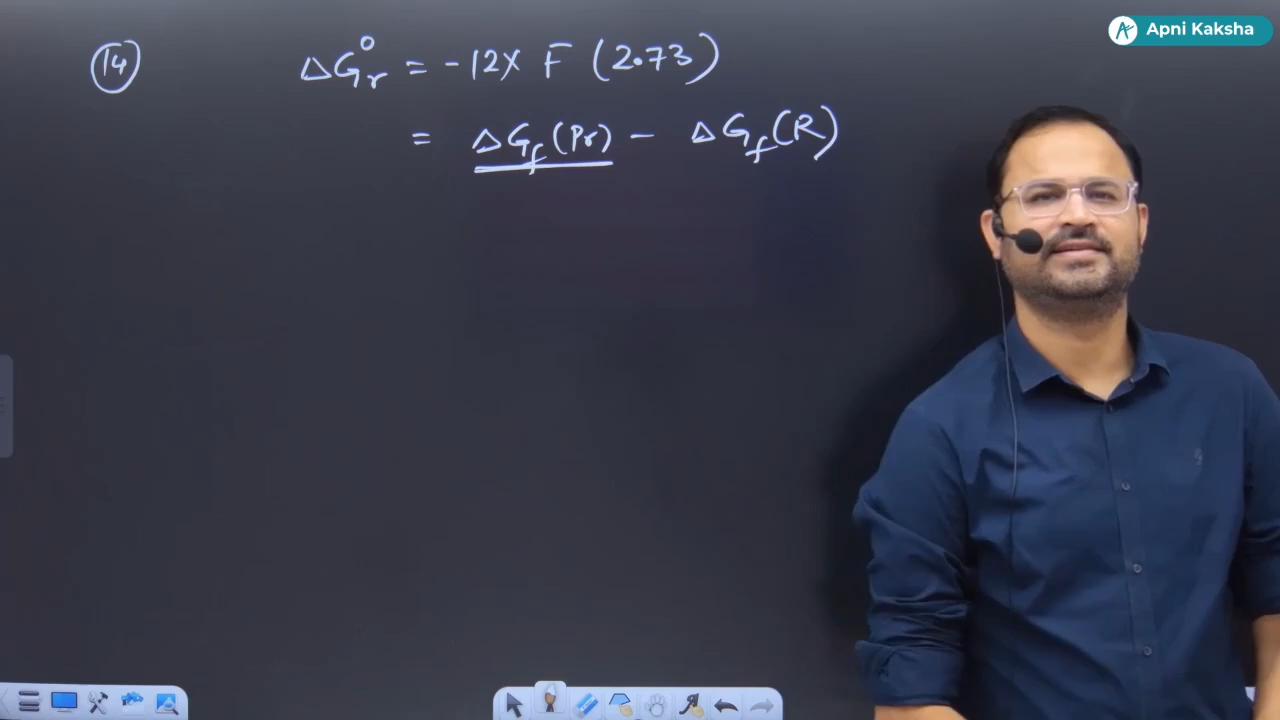 Apni Kaksha
14 ΔG°r = -12 x F (2.73)
= ΔGf(Pr) - ΔGf(R)